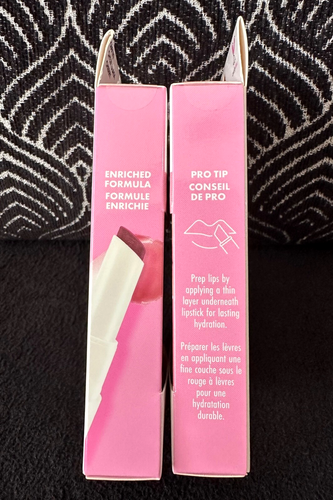 ENRICHED
FORMULA
FORMULE
ENRICHIE
PRO TIP
CONSEIL
DE PRO
Prep lips by
applying a thin
layer underneath
lipstick for lasting
hydration.
Préparer les lèvres
en appliquant une
fine couche sous le
rouge à lèvres
pour une
hydratation
durable.